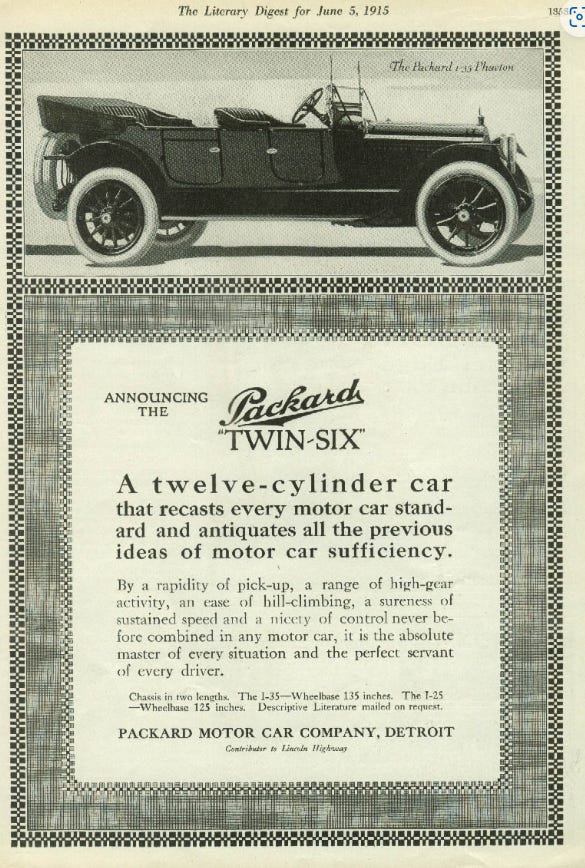 The Literary Digest for June 5, 1915
The Packard 1-35 Phaeton
ANNOUNCING
THE
Packard
"TWIN-SIX"
A twelve-cylinder car
that recasts every motor car stand-
ard and antiquates all the previous
ideas of motor car sufficiency.
By a rapidity of pick-up, a range of high-gear
activity, an ease of hill-climbing, a sureness of
sustained speed and a nicety of control never be-
fore combined in any motor car, it is the absolute
master of every situation and the perfect servant
of every driver.
Chassis in two lengths. The 1-35—Wheelbase 135 inches. The 1-25
—Wheelbase 125 inches. Descriptive Literature mailed on request.
PACKARD MOTOR CAR COMPANY, DETROIT
Contributor to Lincoln Highway